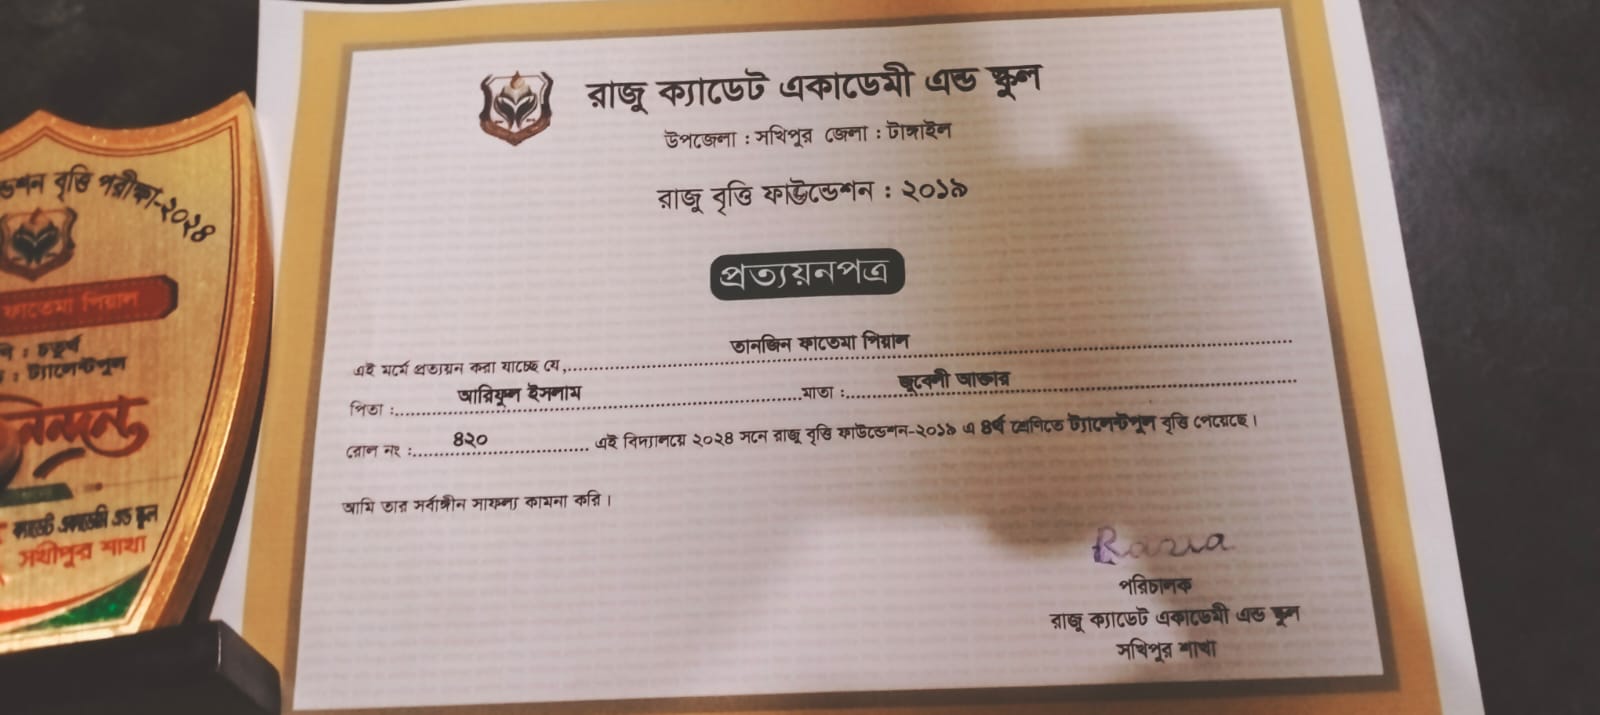 রাজু ক্যাডেট একাডেমী এন্ড স্কুল
উপজেলা : সখিপুর জেলা : টাঙ্গাইল
রাজু বৃত্তি ফাউন্ডেশন : ২০১৯
প্রত্যয়নপত্র
এই মর্মে প্রত্যয়ন করা যাচ্ছে যে,.....তানজিন ফাতেমা পিয়াল
পিতা :.....আরিফুল ইসলাম.....মাতা :.....জুবেলী আক্তার
রোল নং :.....৪২০..... এই বিদ্যালয়ে ২০২৪ সনে রাজু বৃত্তি ফাউন্ডেশন-২০১৯ এ ৪র্থ শ্রেণিতে ট্যালেন্টপুল বৃত্তি পেয়েছে।
আমি তার সর্বাঙ্গীন সাফল্য কামনা করি।
Razia
পরিচালক
রাজু ক্যাডেট একাডেমী এন্ড স্কুল
সখিপুর শাখা
বৃত্তি পরীক্ষা-২০২৪
ফাতেমা পিয়াল
: চতুর্থ
: ট্যালেন্টপুল
একাডেমী এন্ড স্কুল
সখীপুর শাখা